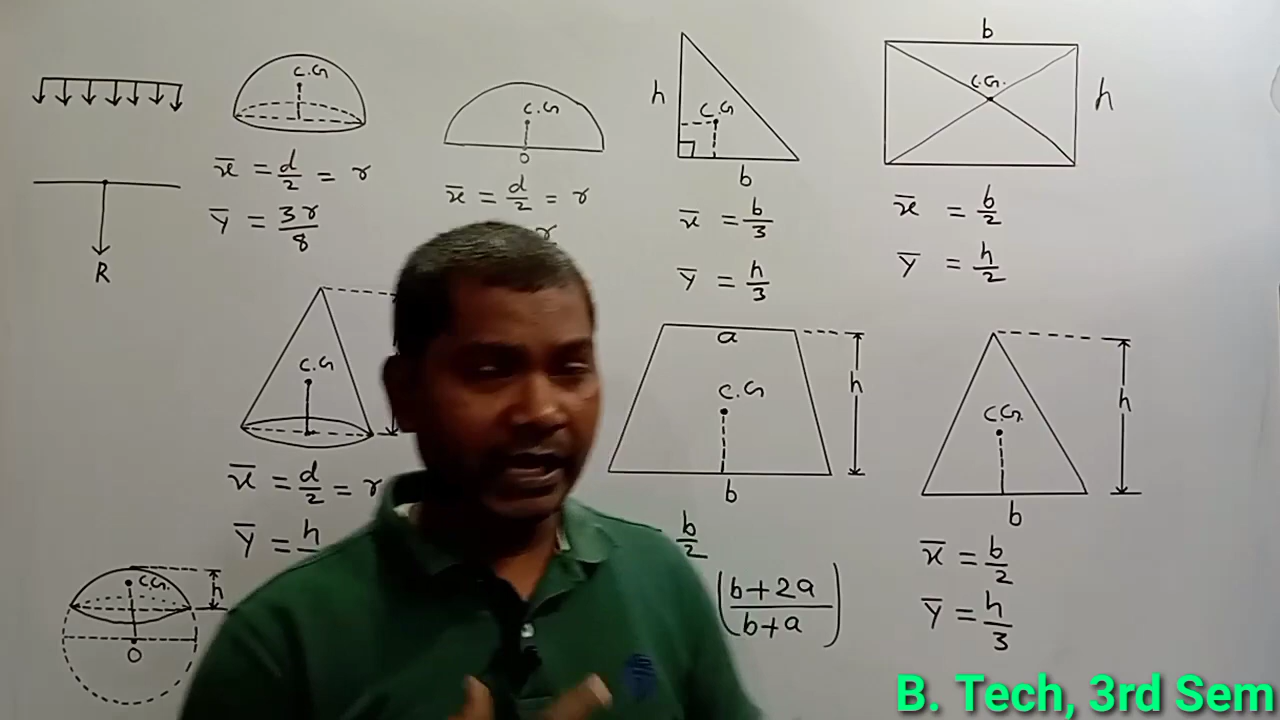 R
C.G
x̄ = d/2 = r
ȳ = 3r/8
C.G
O
x̄ = d/2 = r
r
h
C.G
b
x̄ = b/3
ȳ = h/3
b
C.G.
h
x̄ = b/2
ȳ = h/2
C.G
x̄ = d/2 = r
ȳ = h
a
C.G
h
b
b/2
((b+2a)/(b+a))
C.G.
h
b
x̄ = b/2
ȳ = h/3
C.G.
h
O
B. Tech, 3rd Sem